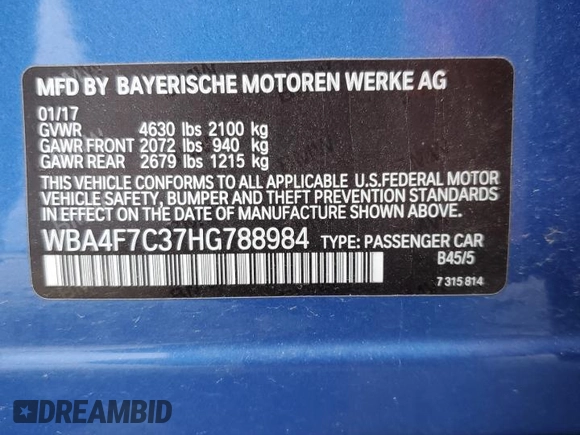 MFD BY BAYERISCHE MOTOREN WERKE AG
01/17
GVWR 4630 lbs 2100 kg
GAWR FRONT 2072 lbs 940 kg
GAWR REAR 2679 lbs 1215 kg
THIS VEHICLE CONFORMS TO ALL APPLICABLE U.S.FEDERAL MOTOR
VEHICLE SAFETY, BUMPER AND THEFT PREVENTION STANDARDS
IN EFFECT ON THE DATE OF MANUFACTURE SHOWN ABOVE.
WBA4F7C37HG788984 TYPE: PASSENGER CAR
B45/5
7 315 814
DREAMBID